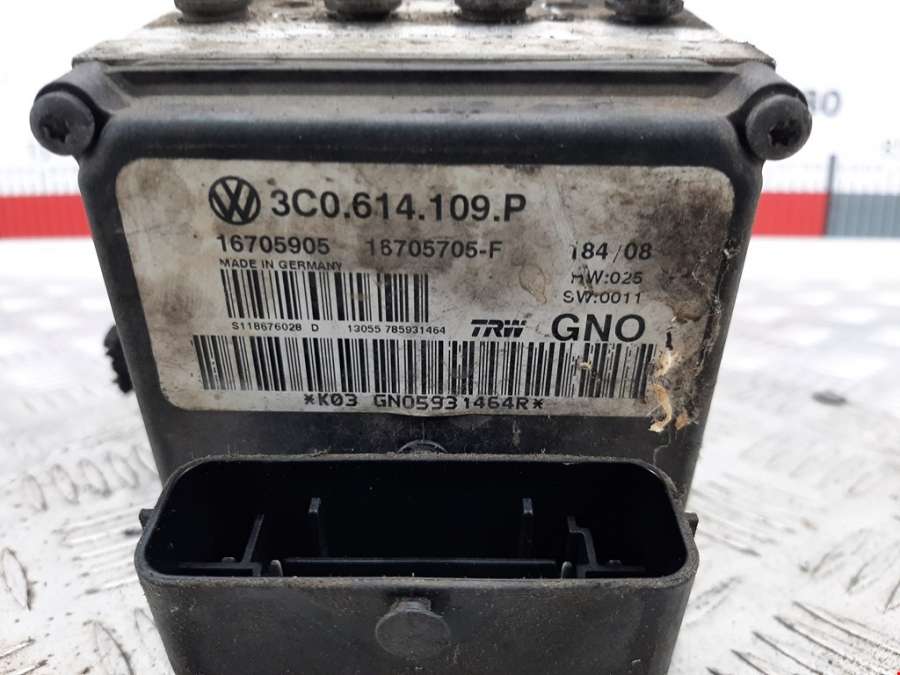 3C0.614.109.P
16705905 16705705-F 184/08
MADE IN GERMANY
HW:025
SW:0011
S118676028 D 13055 785931464 TRW GNO
*K03 GNO5931464R*